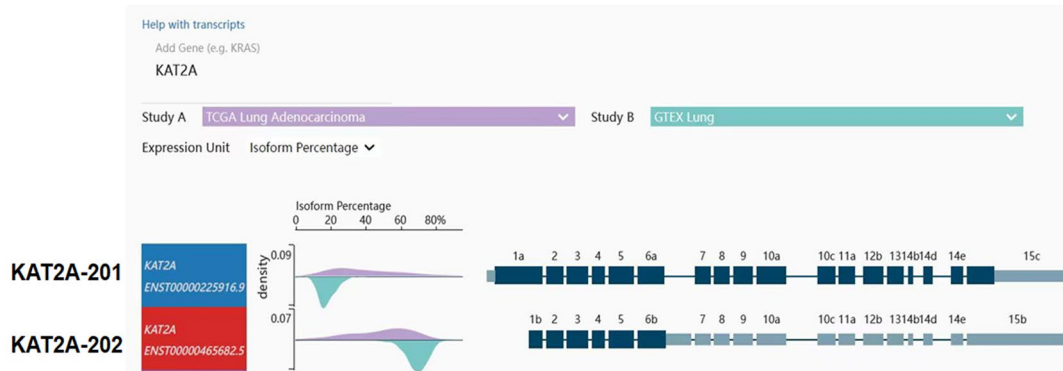 Help with transcripts
Add Gene (e.g. KRAS)
KAT2A
Study A TCGA Lung Adenocarcinoma Study B GTEX Lung
Expression Unit Isoform Percentage
Isoform Percentage
0 20 40 60 80%
KAT2A-201
KAT2A
ENST00000225916.9
density
0.09
1a 2 3 4 5 6a 7 8 9 10a 10c 11a 12b 13 14b 14d 14e 15c
KAT2A-202
KAT2A
ENST00000465682.5
0.07
1b 2 3 4 5 6b 7 8 9 10a 10c 11a 12b 13 14b 14d 14e 15b